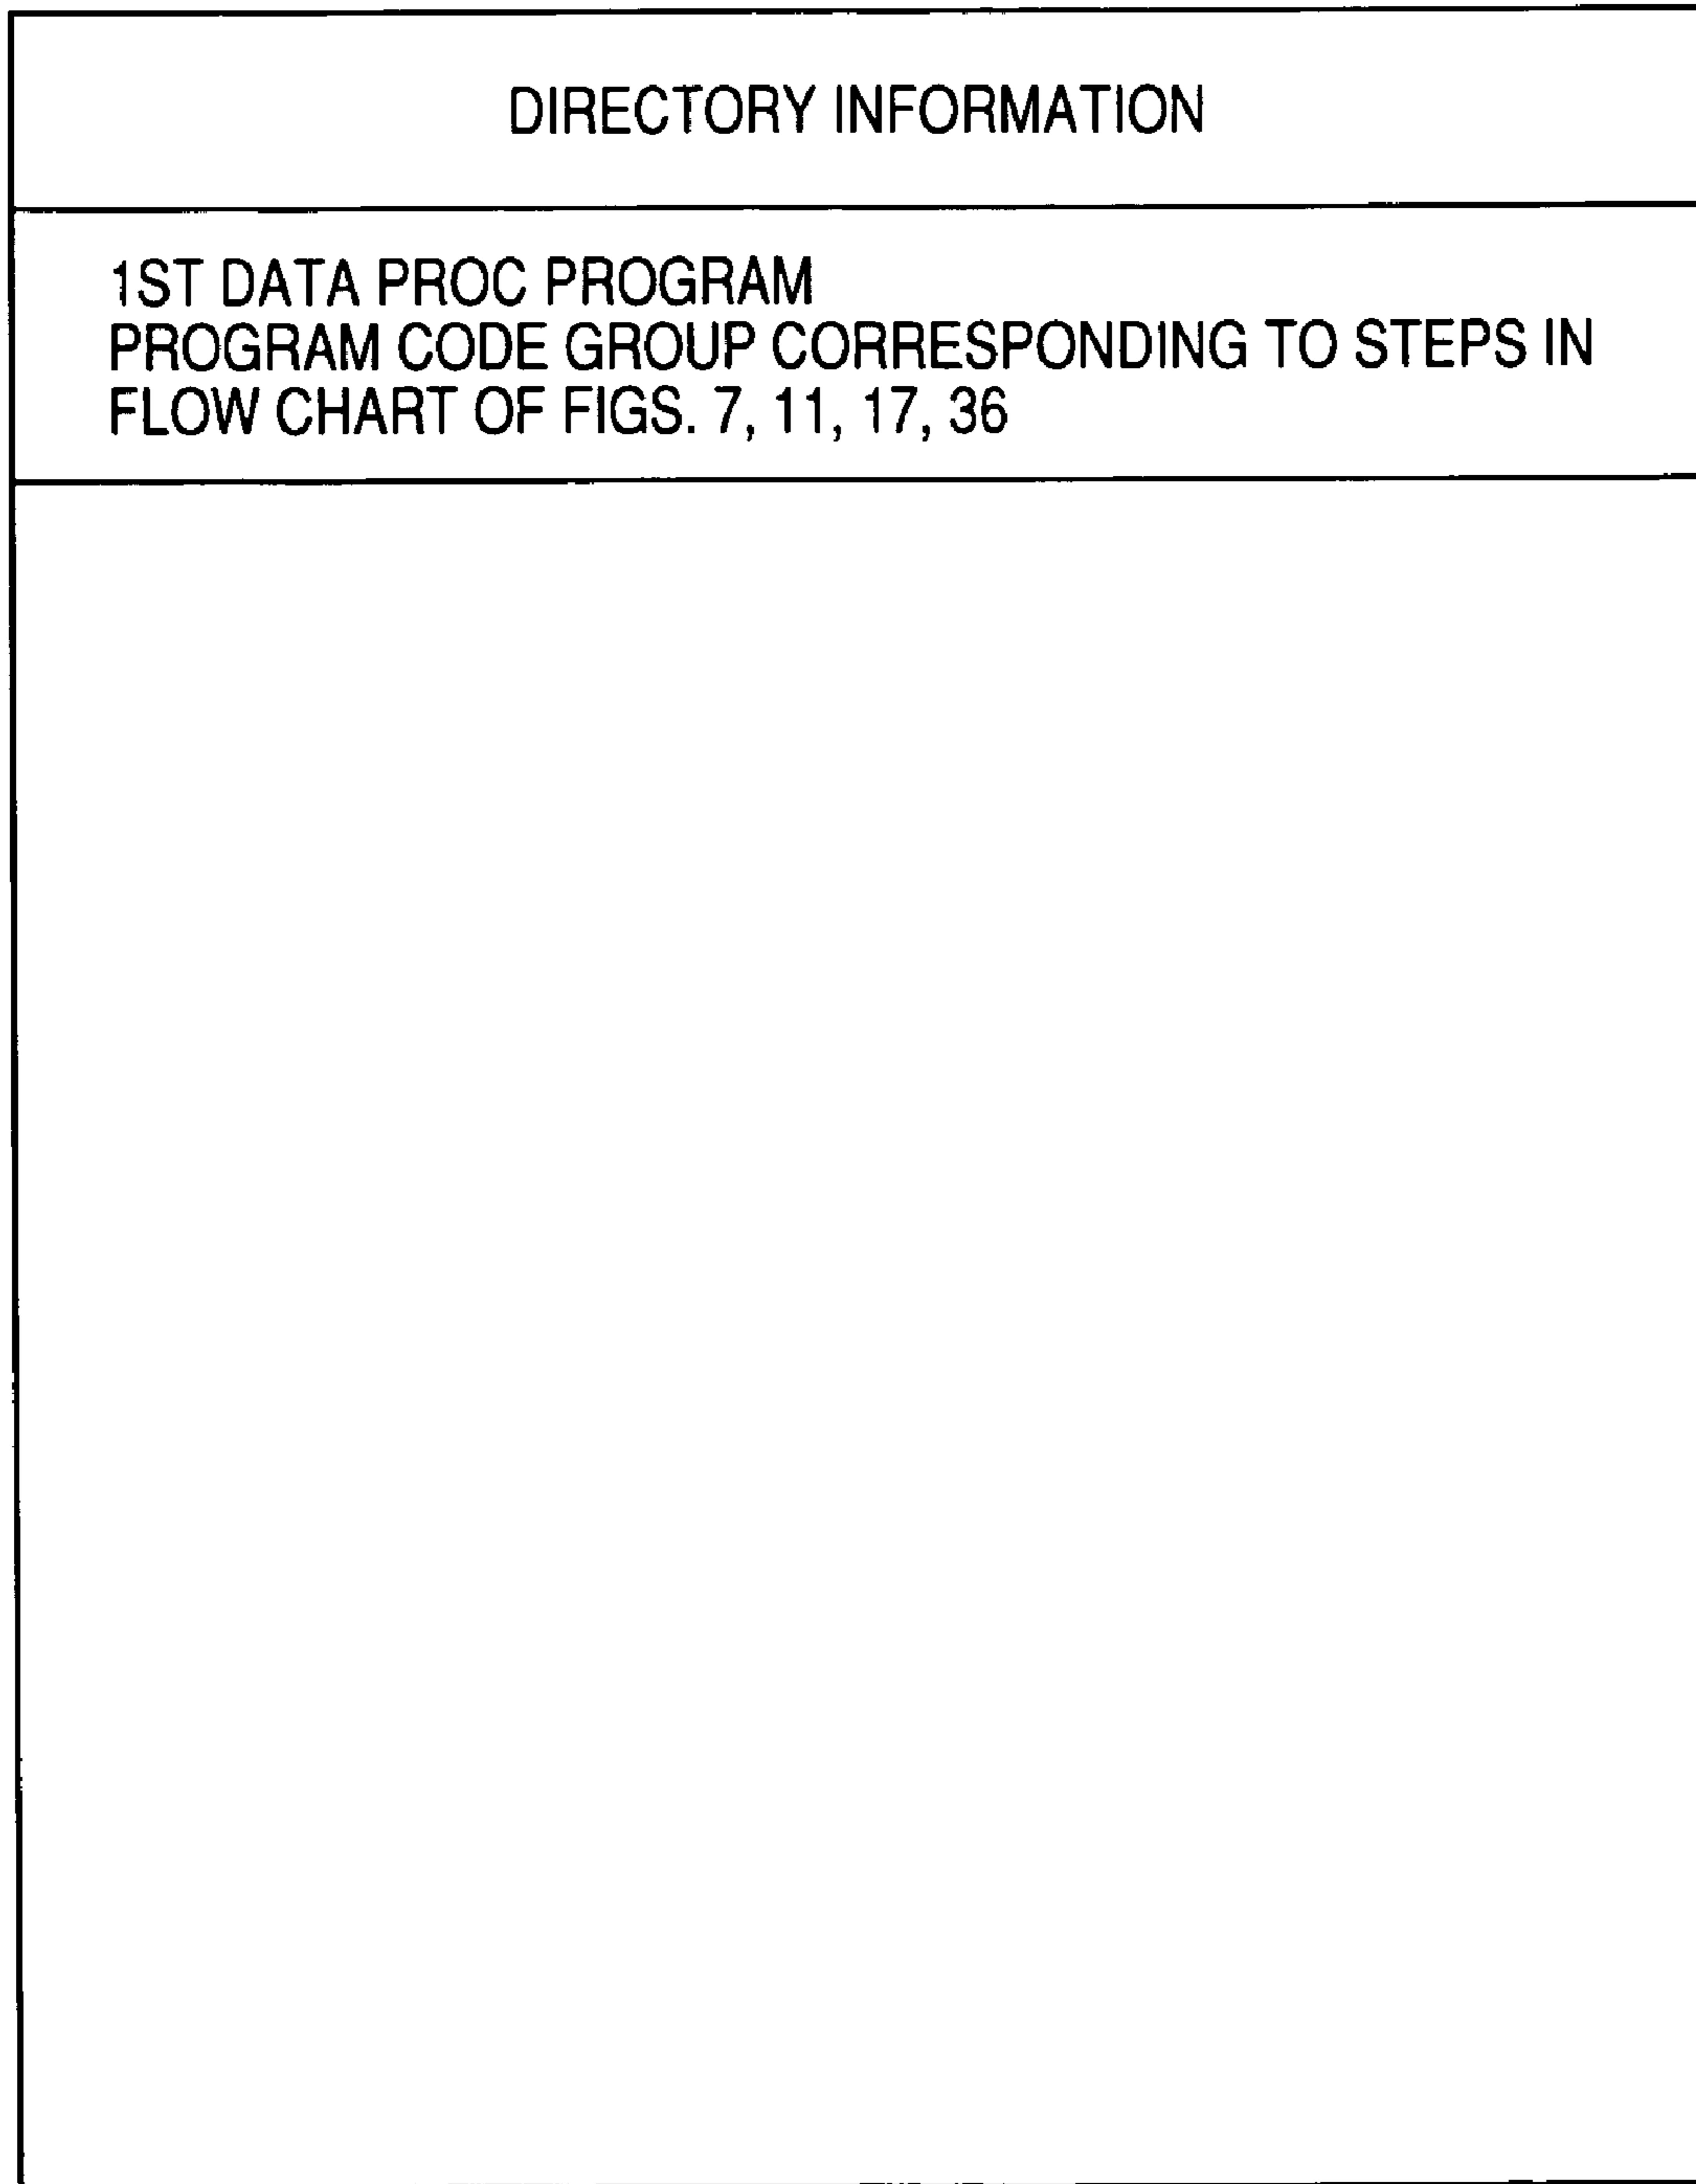 DIRECTORY INFORMATION
1ST DATA PROC PROGRAM
PROGRAM CODE GROUP CORRESPONDING TO STEPS IN
FLOW CHART OF FIGS. 7, 11, 17, 36